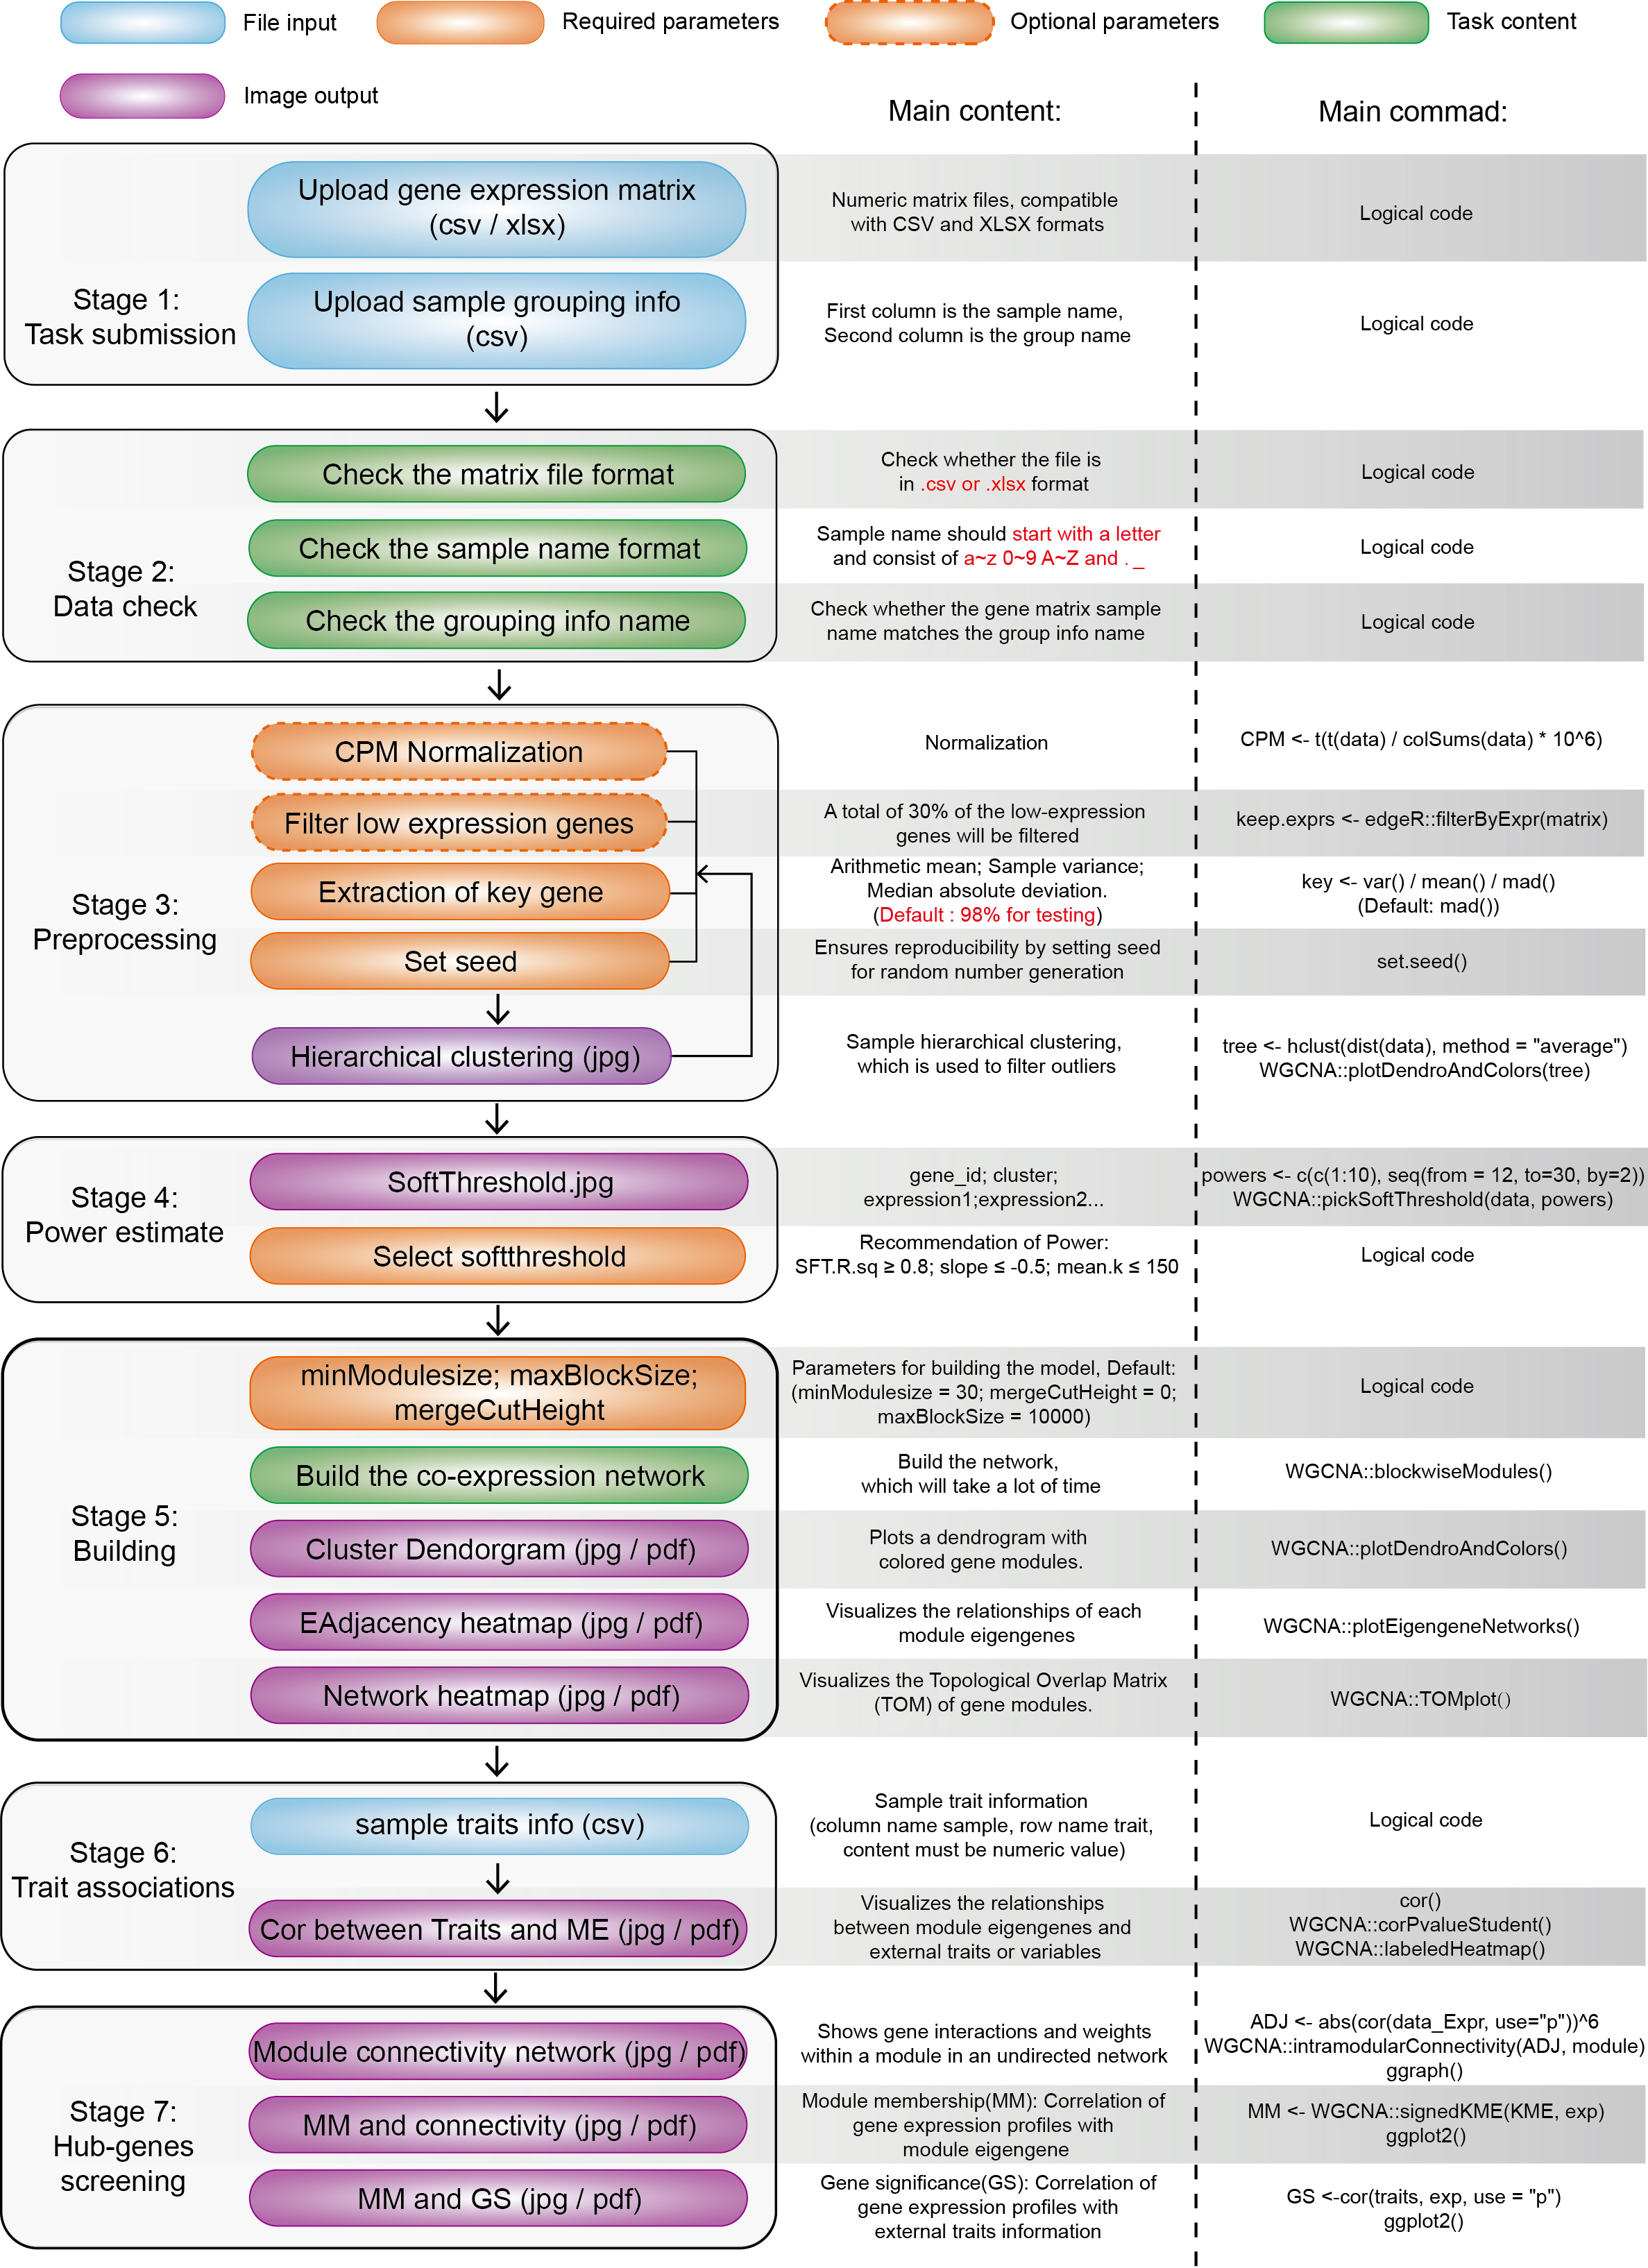 File input
Required parameters
Optional parameters
Task content
Image output
Main content:
Main commad:
Stage 1:
Task submission
Upload gene expression matrix
(csv / xlsx)
Numeric matrix files, compatible
with CSV and XLSX formats
Logical code
Upload sample grouping info
(csv)
First column is the sample name,
Second column is the group name
Logical code
Stage 2:
Data check
Check the matrix file format
Check whether the file is
in .csv or .xlsx format
Logical code
Check the sample name format
Sample name should start with a letter
and consist of a~z 0~9 A~Z and . _
Logical code
Check the grouping info name
Check whether the gene matrix sample
name matches the group info name
Logical code
Stage 3:
Preprocessing
CPM Normalization
Normalization
CPM <- t(t(data) / colSums(data) * 10^6)
Filter low expression genes
A total of 30% of the low-expression
genes will be filtered
keep.exprs <- edgeR::filterByExpr(matrix)
Extraction of key gene
Arithmetic mean; Sample variance;
Median absolute deviation.
(Default : 98% for testing)
key <- var() / mean() / mad()
(Default: mad())
Set seed
Ensures reproducibility by setting seed
for random number generation
set.seed()
Hierarchical clustering (jpg)
Sample hierarchical clustering,
which is used to filter outliers
tree <- hclust(dist(data), method = "average")
WGCNA::plotDendroAndColors(tree)
Stage 4:
Power estimate
SoftThreshold.jpg
gene_id; cluster;
expression1;expression2...
powers <- c(c(1:10), seq(from = 12, to=30, by=2))
WGCNA::pickSoftThreshold(data, powers)
Select softthreshold
Recommendation of Power:
SFT.R.sq ≥ 0.8; slope ≤ -0.5; mean.k ≤ 150
Logical code
Stage 5:
Building
minModulesize; maxBlockSize;
mergeCutHeight
Parameters for building the model, Default:
(minModulesize = 30; mergeCutHeight = 0;
maxBlockSize = 10000)
Logical code
Build the co-expression network
Build the network,
which will take a lot of time
WGCNA::blockwiseModules()
Cluster Dendorgram (jpg / pdf)
Plots a dendrogram with
colored gene modules.
WGCNA::plotDendroAndColors()
EAdjacency heatmap (jpg / pdf)
Visualizes the relationships of each
module eigengenes
WGCNA::plotEigengeneNetworks()
Network heatmap (jpg / pdf)
Visualizes the Topological Overlap Matrix
(TOM) of gene modules.
WGCNA::TOMplot()
Stage 6:
Trait associations
sample traits info (csv)
Sample trait information
(column name sample, row name trait,
content must be numeric value)
Logical code
Cor between Traits and ME (jpg / pdf)
Visualizes the relationships
between module eigengenes and
external traits or variables
cor()
WGCNA::corPvalueStudent()
WGCNA::labeledHeatmap()
Stage 7:
Hub-genes
screening
Module connectivity network (jpg / pdf)
Shows gene interactions and weights
within a module in an undirected network
ADJ <- abs(cor(data_Expr, use="p"))^6
WGCNA::intramodularConnectivity(ADJ, module)
ggraph()
MM and connectivity (jpg / pdf)
Module membership(MM): Correlation of
gene expression profiles with
module eigengene
MM <- WGCNA::signedKME(KME, exp)
ggplot2()
MM and GS (jpg / pdf)
Gene significance(GS): Correlation of
gene expression profiles with
external traits information
GS <-cor(traits, exp, use = "p")
ggplot2()